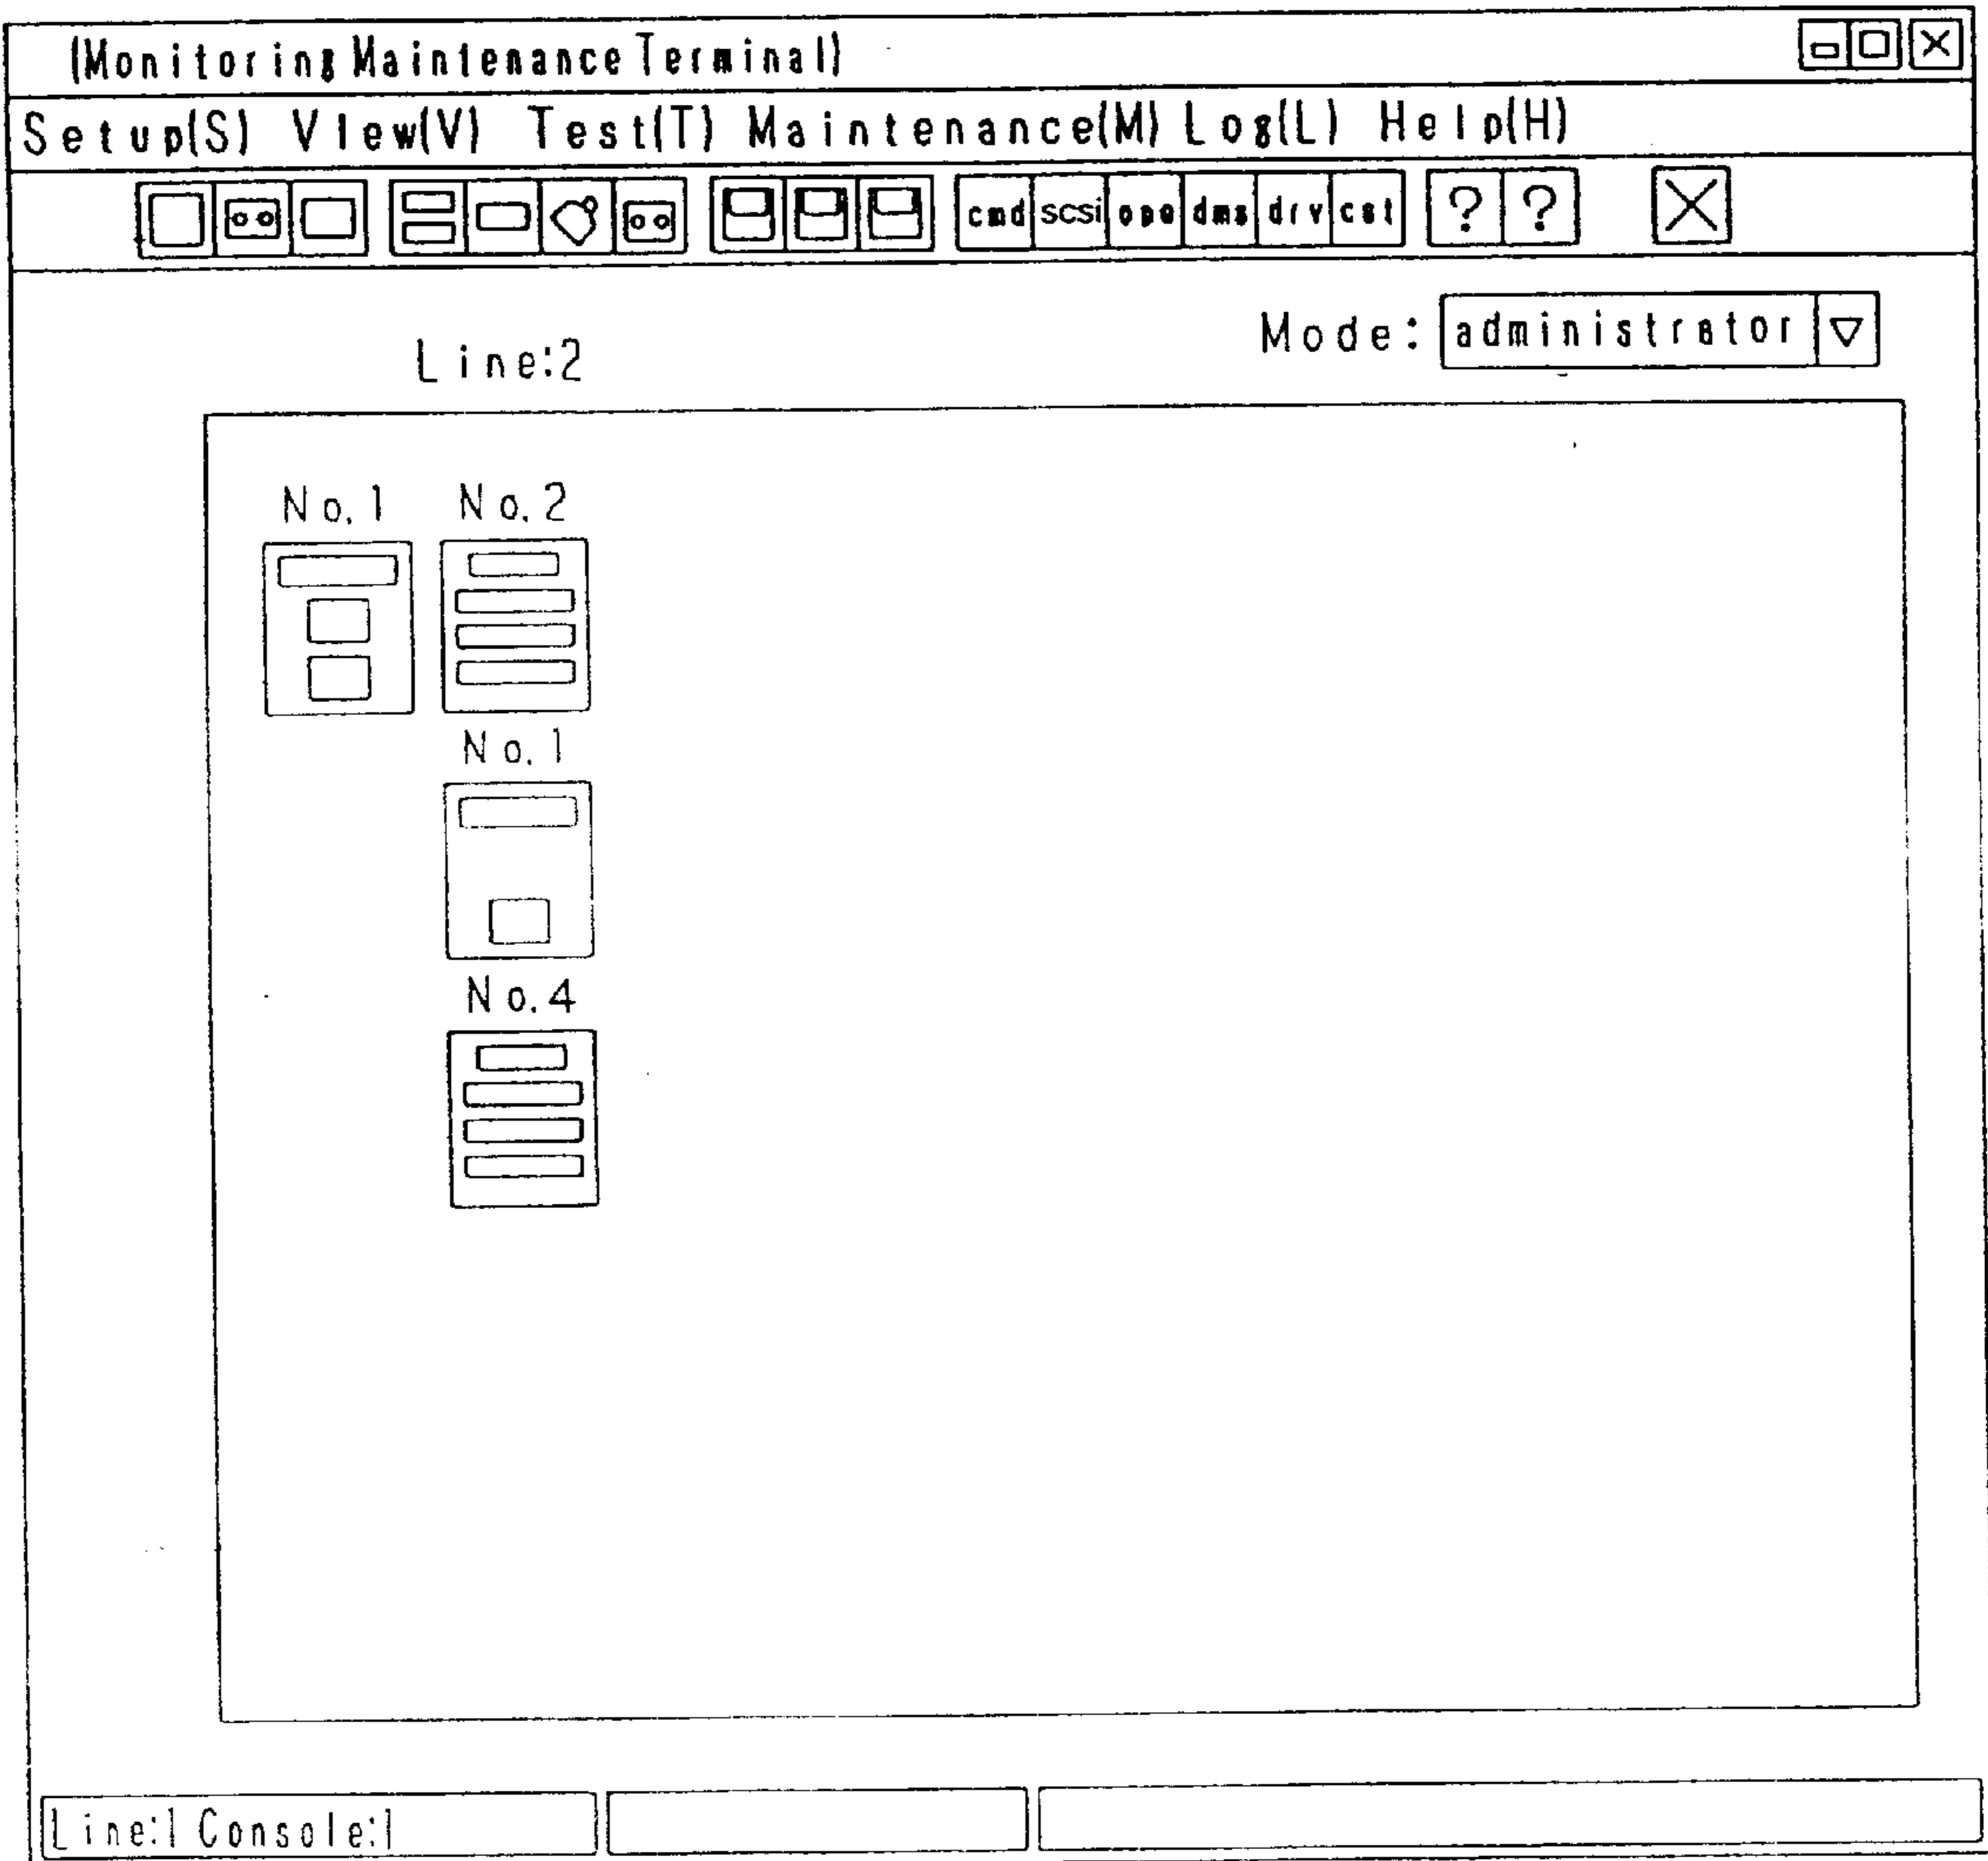 (Monitoring Maintenance Terminal)
Setup(S) View(V) Test(T) Maintenance(M) Log(L) Help(H)
cmd scsi ope dms drv cst ? ?
Mode: administrator
Line:2
No.1 No.2
No.1
No.4
Line:1 Console:1